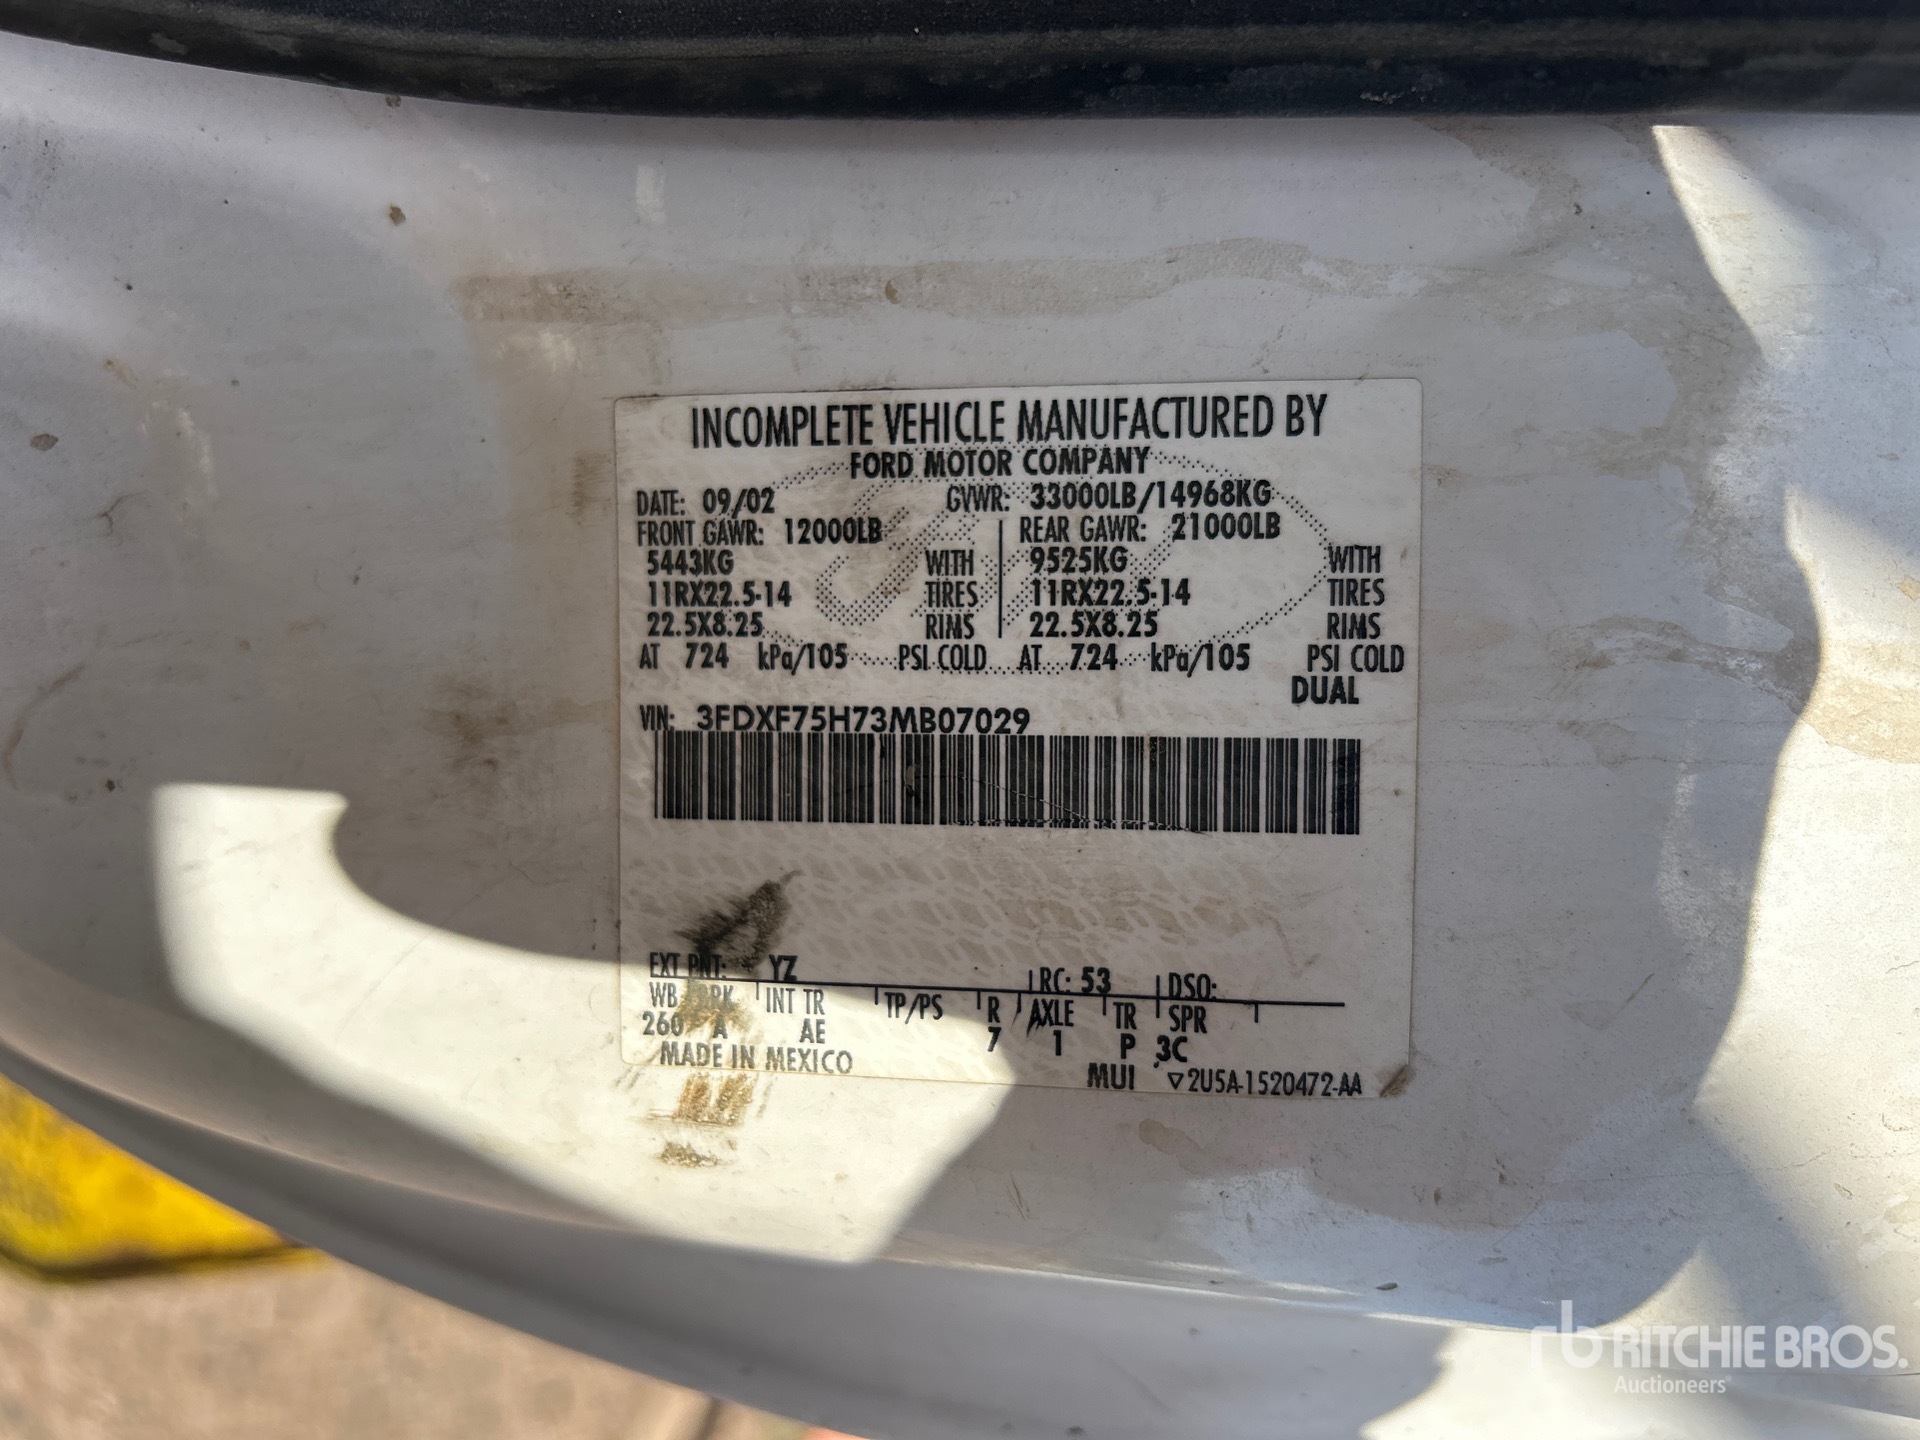 INCOMPLETE VEHICLE MANUFACTURED BY
FORD MOTOR COMPANY
DATE: 09/02 GVWR: 33000LB/14968KG
FRONT GAWR: 12000LB REAR GAWR: 21000LB
5443KG WITH 9525KG WITH
11RX22.5-14 TIRES 11RX22.5-14 TIRES
22.5X8.25 RIMS 22.5X8.25 RIMS
AT 724 kPa/105 PSI COLD AT 724 kPa/105 PSI COLD
DUAL
VIN: 3FDXF75H73MB07029
EXT PNT: YZ RC: 53 DSO:
WB BRK INT TR TP/PS R AXLE TR SPR
260 A AE 7 1 P 3C
MADE IN MEXICO MUI ▽2U5A-1520472-AA
rb RITCHIE BROS.
Auctioneers